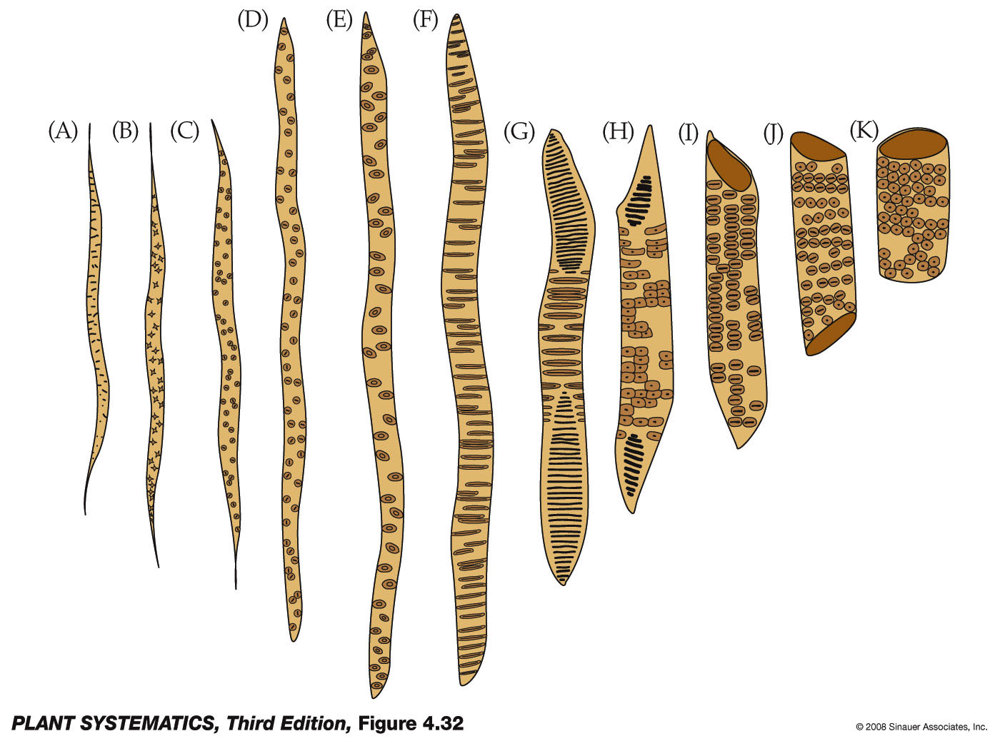 (A)
(B)
(C)
(D)
(E)
(F)
(G)
(H)
(I)
(J)
(K)
PLANT SYSTEMATICS, Third Edition, Figure 4.32
© 2008 Sinauer Associates, Inc.